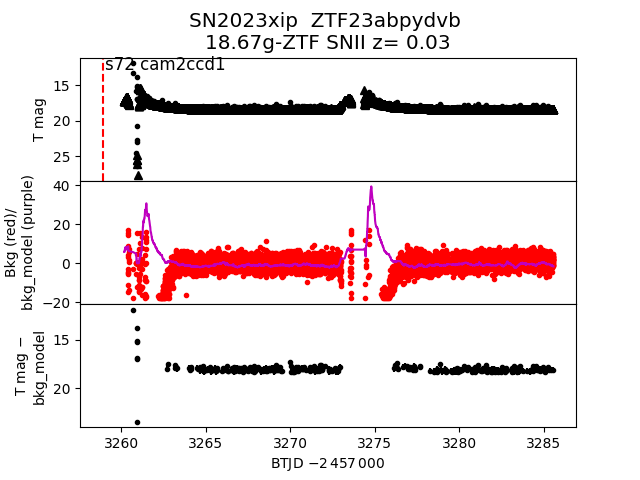 SN2023xip  ZTF23abpydvb
18.67g-ZTF SNII z= 0.03
s72 cam2ccd1
15
20
25
T mag
40
20
0
−20
Bkg (red)/
bkg_model (purple)
15
20
T mag −
bkg_model
3260
3265
3270
3275
3280
3285
BTJD −2 457 000